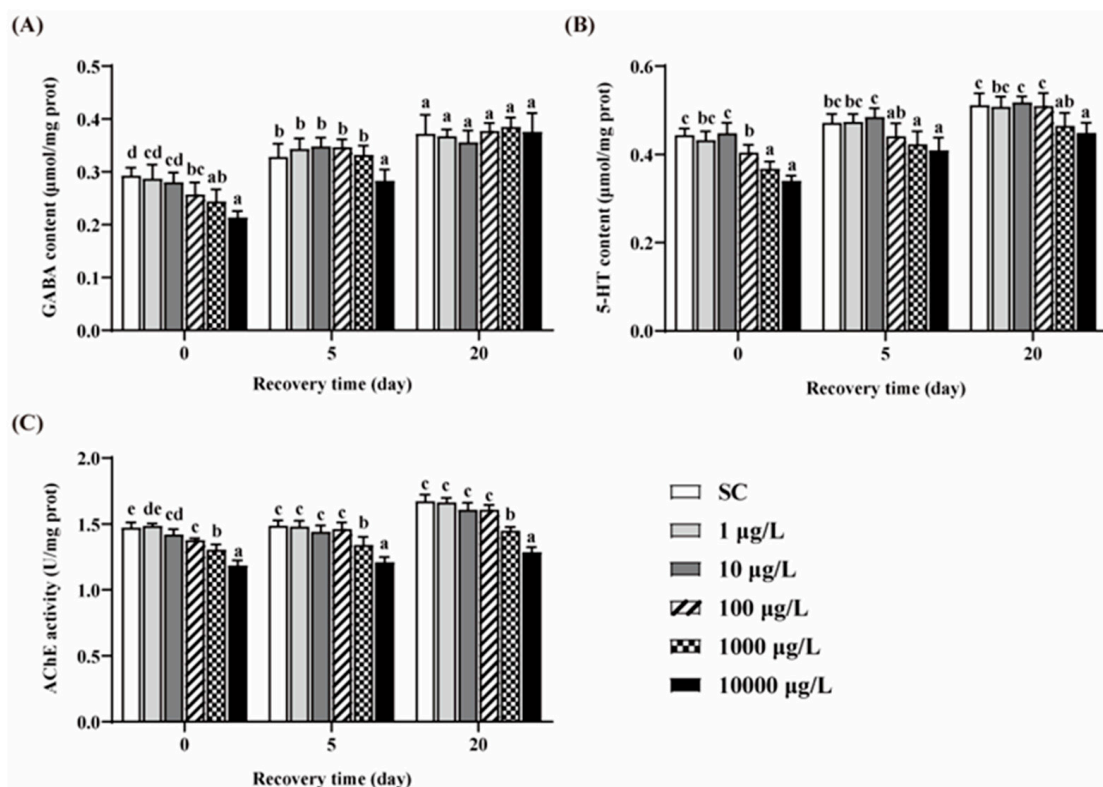 (A)
GABA content (μmol/mg prot)
0.5
0.4
0.3
0.2
0.1
0.0
d cd cd bc ab a
b b b b b a
a a a a a a
0 5 20
Recovery time (day)
(B)
5-HT content (μmol/mg prot)
0.6
0.4
0.2
0.0
c bc c b a a
bc bc c ab a a
c bc c c ab a
0 5 20
Recovery time (day)
(C)
AChE activity (U/mg prot)
2.0
1.5
1.0
0.5
0.0
e de cd c b a
c c c c b a
c c c c b a
0 5 20
Recovery time (day)
SC
1 μg/L
10 μg/L
100 μg/L
1000 μg/L
10000 μg/L